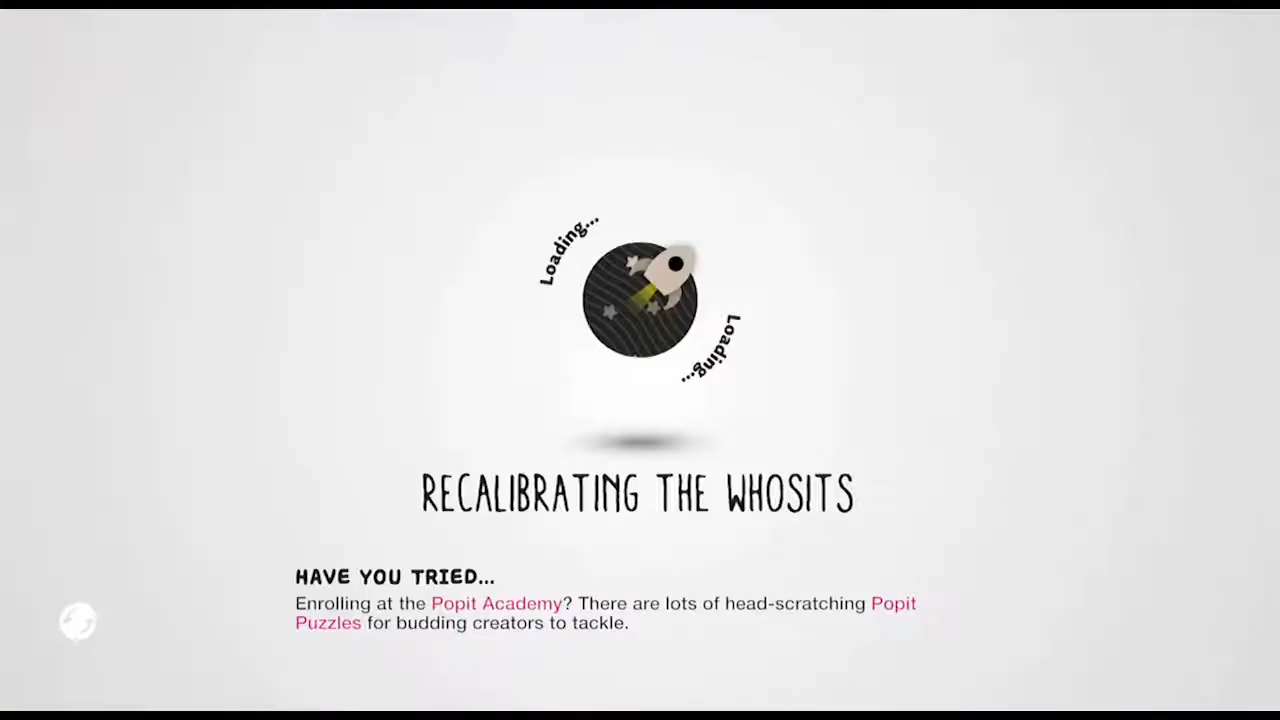 Loading...
Loading...
RECALIBRATING THE WHOSITS
HAVE YOU TRIED...
Enrolling at the Popit Academy? There are lots of head-scratching Popit
Puzzles for budding creators to tackle.